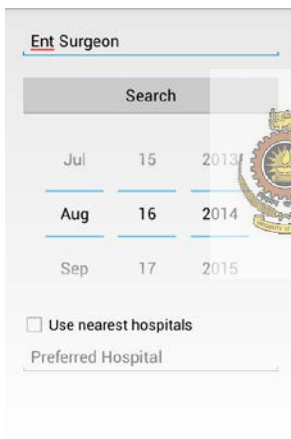 Ent Surgeon
Search
Jul 15 2013
Aug 16 2014
Sep 17 2015
Use nearest hospitals
Preferred Hospital